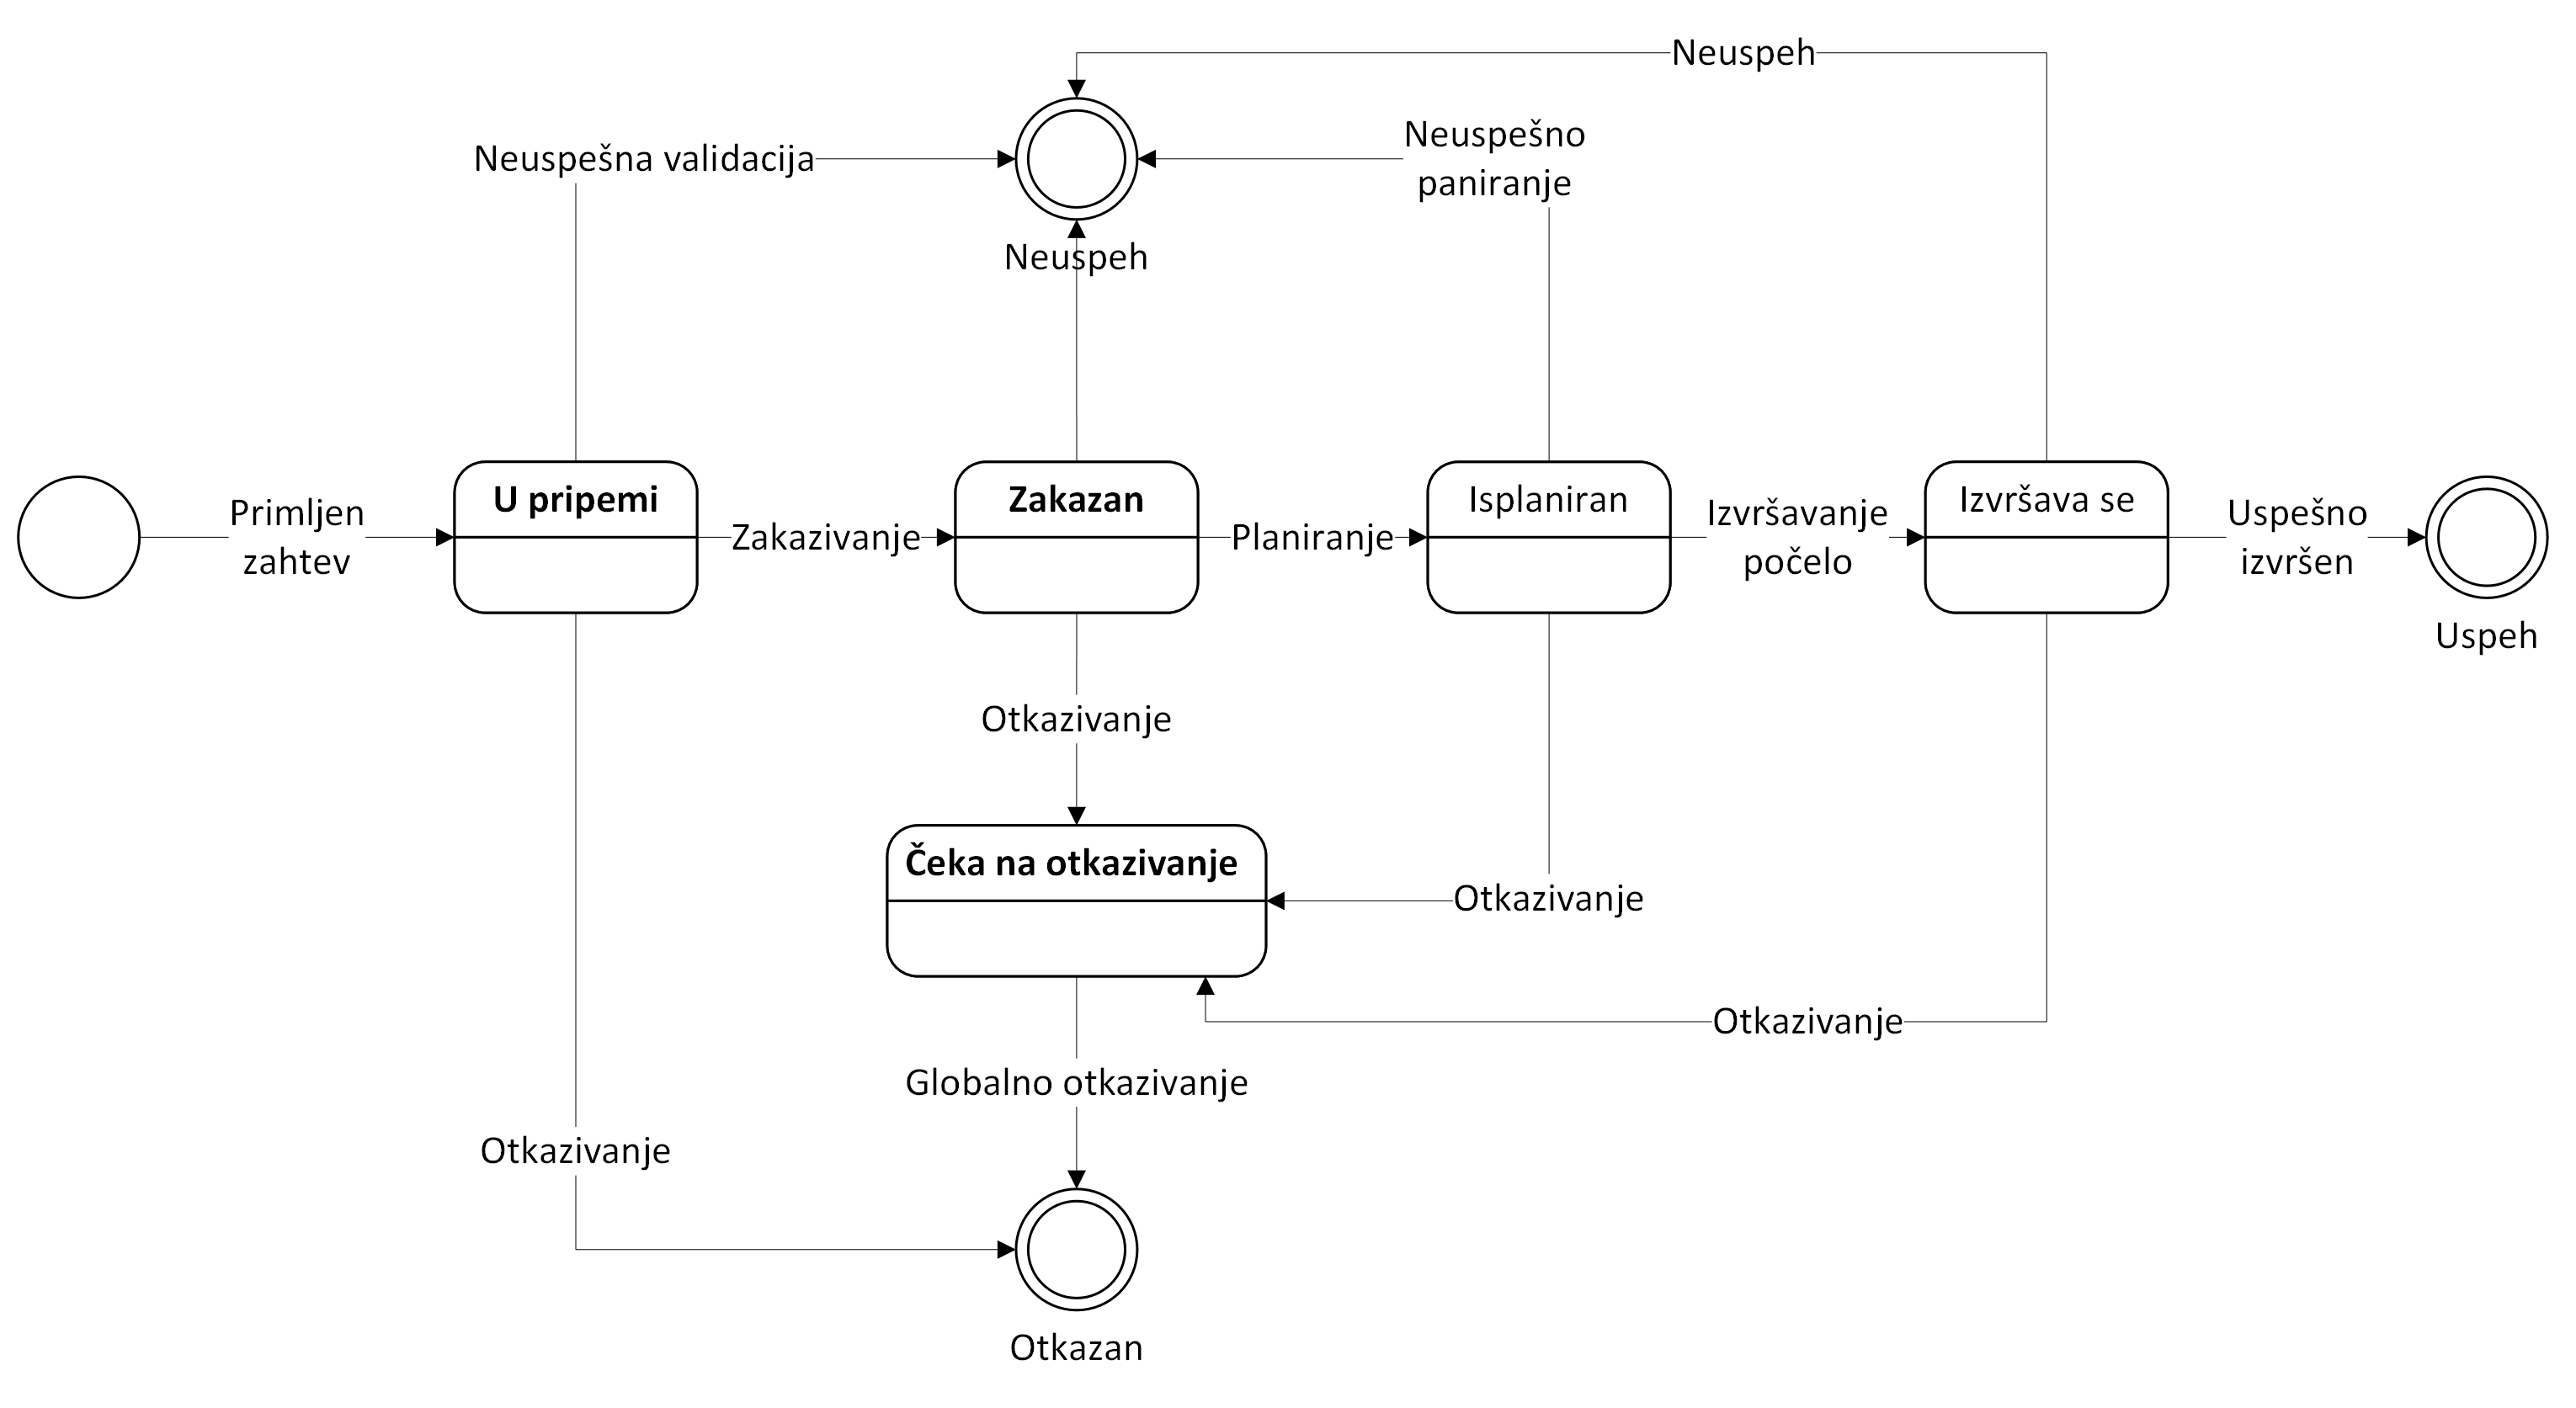 Neuspeh
Neuspešna validacija
Neuspešno
paniranje
Neuspeh
Primljen
zahtev
U pripemi
Zakazivanje
Zakazan
Planiranje
Isplaniran
Izvršavanje
počelo
Izvršava se
Uspešno
izvršen
Uspeh
Otkazivanje
Čeka na otkazivanje
Otkazivanje
Otkazivanje
Globalno otkazivanje
Otkazivanje
Otkazan